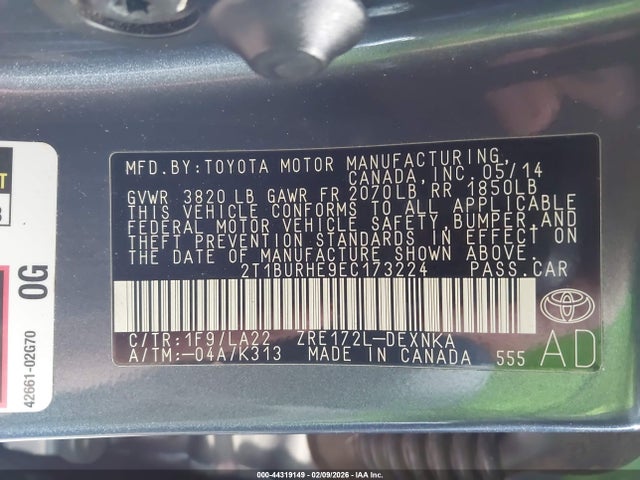 MFD.BY:TOYOTA MOTOR MANUFACTURING,
CANADA, INC. 05/14
GVWR 3820 LB GAWR FR 2070LB, RR 1850LB
THIS VEHICLE CONFORMS TO ALL APPLICABLE
FEDERAL MOTOR VEHICLE SAFETY, BUMPER, AND
THEFT PREVENTION STANDARDS IN EFFECT ON
THE DATE OF MANUFACTURE SHOWN ABOVE.
2T1BURHE9EC173224 PASS.CAR
C/TR:1F9/LA22 ZRE172L-DEXNKA
A/TM:-04A/K313 MADE IN CANADA 555
AD
0G
42661-02G70
000-44319149 - 02/09/2026 - IAA Inc.